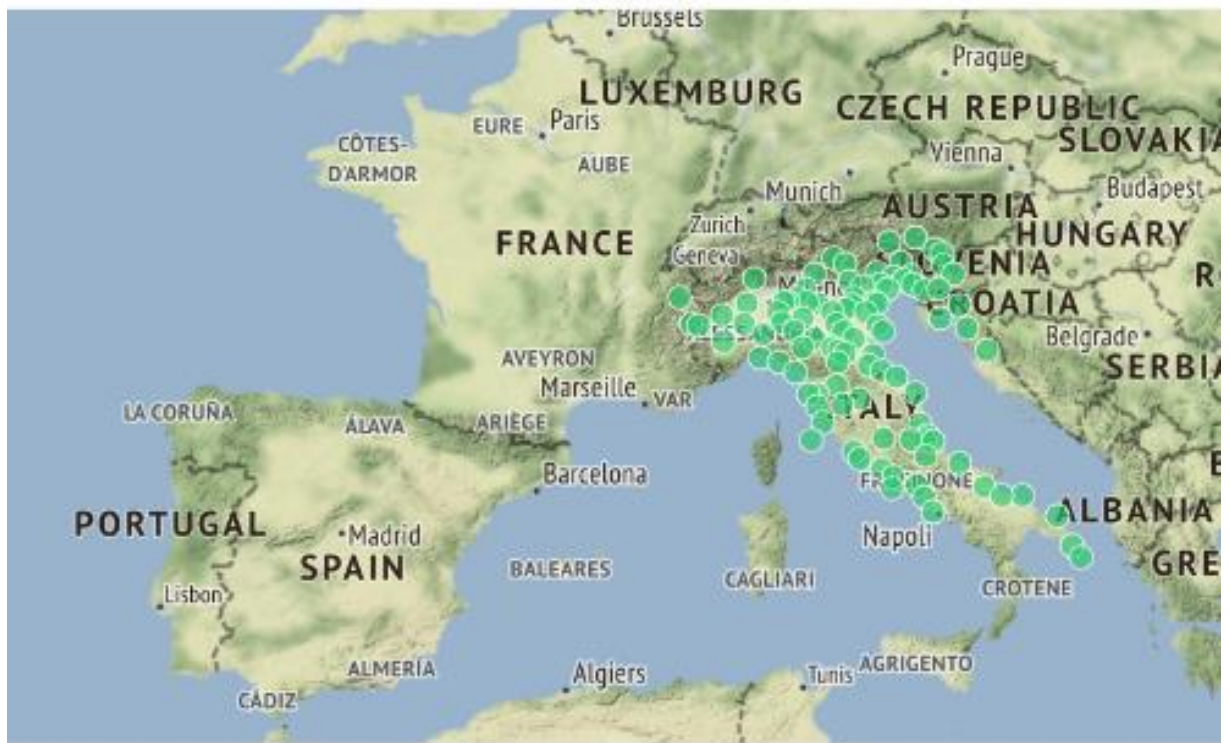 Brussels
Prague
LUXEMBURG
CZECH REPUBLIC
EURE
Paris
SLOVAKIA
CÔTES-
D'ARMOR
AUBE
Vienna
Munich
Budapest
AUSTRIA
Zurich
FRANCE
HUNGARY
Geneva
CROATIA
Belgrade
AVEYRON
SERBIA
Marseille
VAR
LA CORUÑA
ÁLAVA
ARIÈGE
ITALY
Barcelona
PORTUGAL
Madrid
ALBANIA
Napoli
SPAIN
BALEARES
CAGLIARI
CROTENE
GRE
Lisbon
ALMERÍA
Algiers
AGRIGENTO
Tunis
CÁDIZ